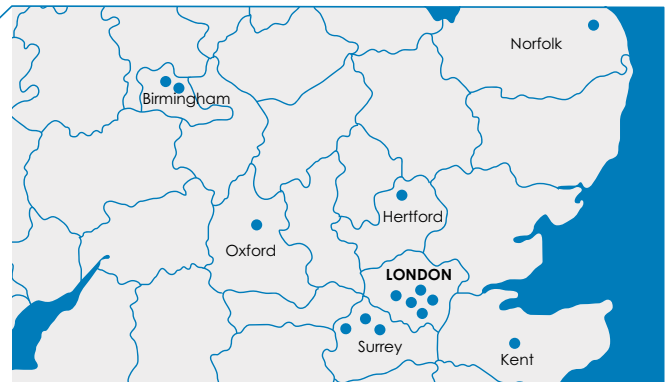 Norfolk
Birmingham
Hertford
Oxford
LONDON
Surrey
Kent